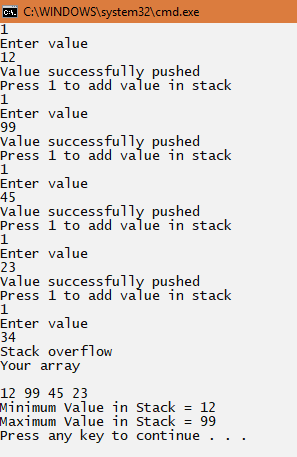 C:\WINDOWS\system32\cmd.exe
1
Enter value
12
Value successfully pushed
Press 1 to add value in stack
1
Enter value
99
Value successfully pushed
Press 1 to add value in stack
1
Enter value
45
Value successfully pushed
Press 1 to add value in stack
1
Enter value
23
Value successfully pushed
Press 1 to add value in stack
1
Enter value
34
Stack overflow
Your array
12 99 45 23
Minimum Value in Stack = 12
Maximum Value in Stack = 99
Press any key to continue . . .